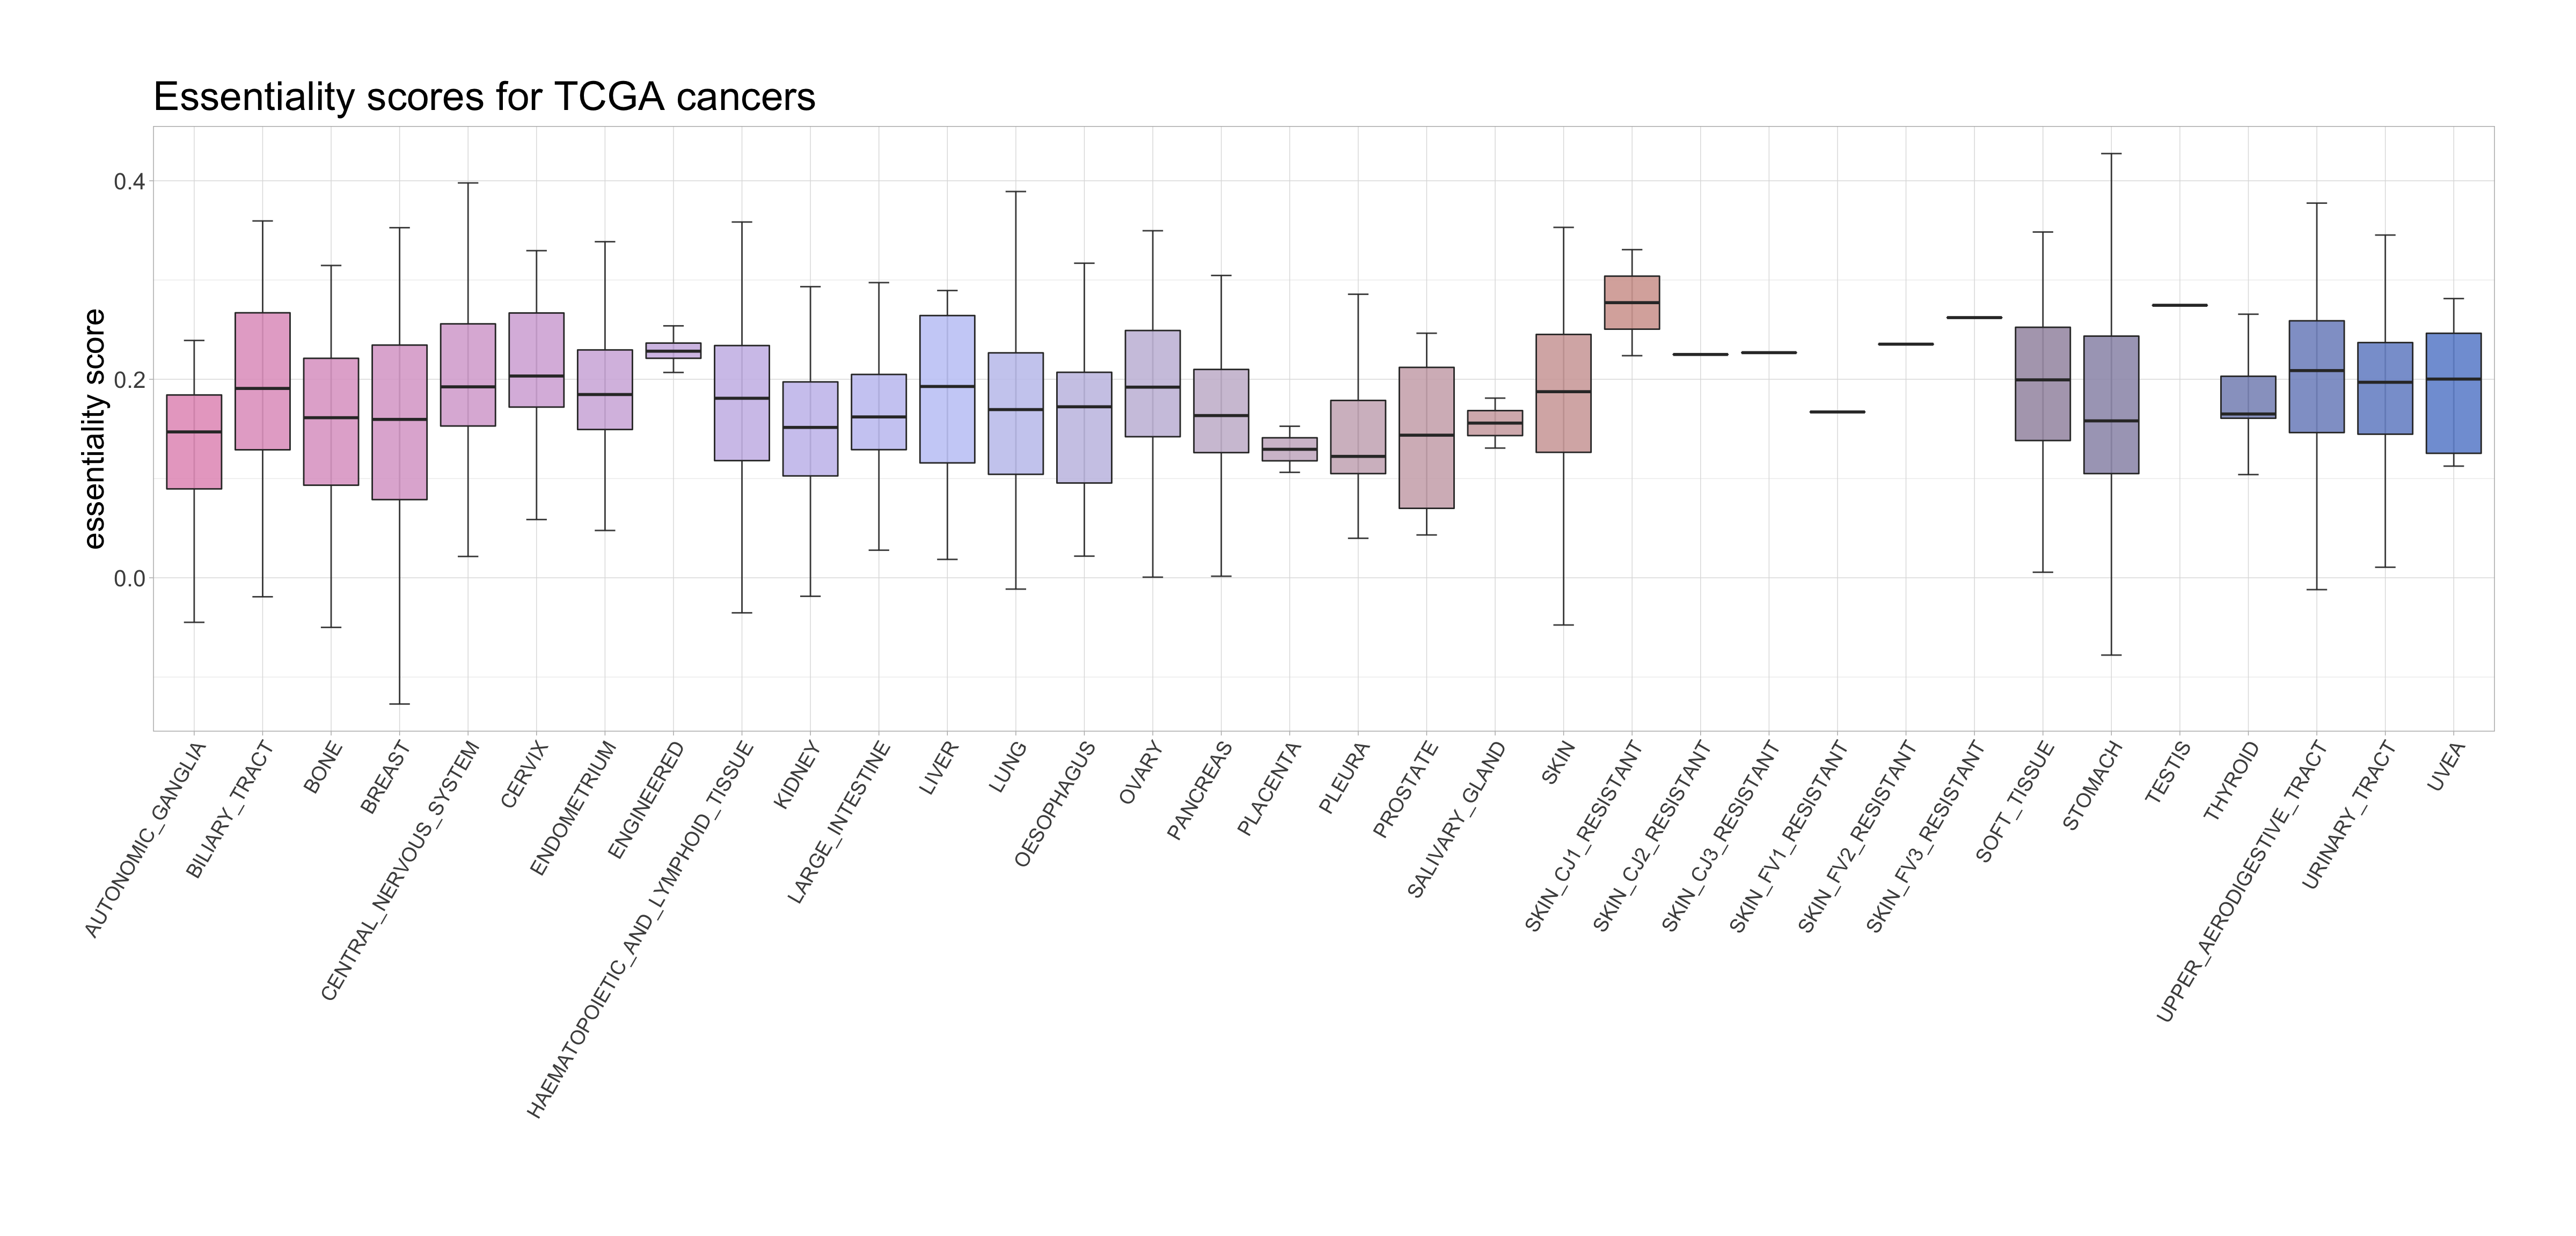 Essentiality scores for TCGA cancers
essentiality score
0.4
0.2
0.0
AUTONOMIC_GANGLIA
BILIARY_TRACT
BONE
BREAST
CENTRAL_NERVOUS_SYSTEM
CERVIX
ENDOMETRIUM
ENGINEERED
HAEMATOPOIETIC_AND_LYMPHOID_TISSUE
KIDNEY
LARGE_INTESTINE
LIVER
LUNG
OESOPHAGUS
OVARY
PANCREAS
PLACENTA
PLEURA
PROSTATE
SALIVARY_GLAND
SKIN
SKIN_CJ1_RESISTANT
SKIN_CJ2_RESISTANT
SKIN_CJ3_RESISTANT
SKIN_FV1_RESISTANT
SKIN_FV2_RESISTANT
SKIN_FV3_RESISTANT
SOFT_TISSUE
STOMACH
TESTIS
THYROID
UPPER_AERODIGESTIVE_TRACT
URINARY_TRACT
UVEA